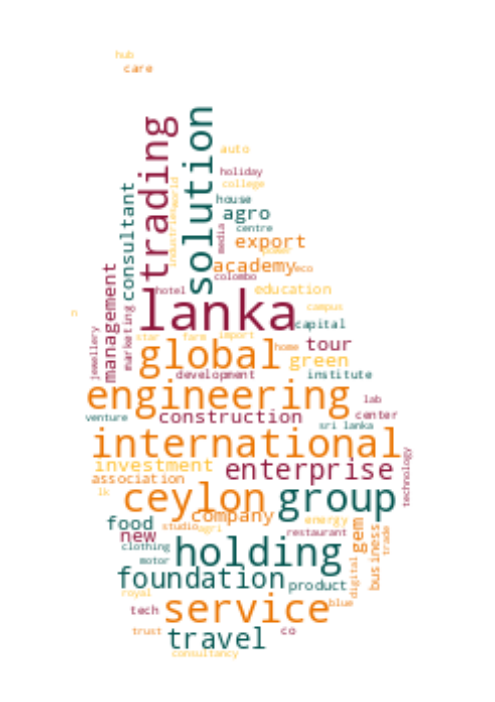 hub
care
trading
solution
auto
holiday
college
world
house
agro
centre
consultant
industries
media
export
power
academy
eco
colombo
management
hotel
education
lanka
campus
n
marketing
capital
jewellery
star
farm
import
home
tour
global
green
development
institute
engineering
lab
venture
construction
center
sri lanka
international
investment
enterprise
association
technology
lk
ceylon
group
company
energy
food
studio
agri
new
restaurant
gem
business
trade
clothing
motor
holding
foundation
product
digital
royal
tech
service
blue
trust
travel
co
consultancy